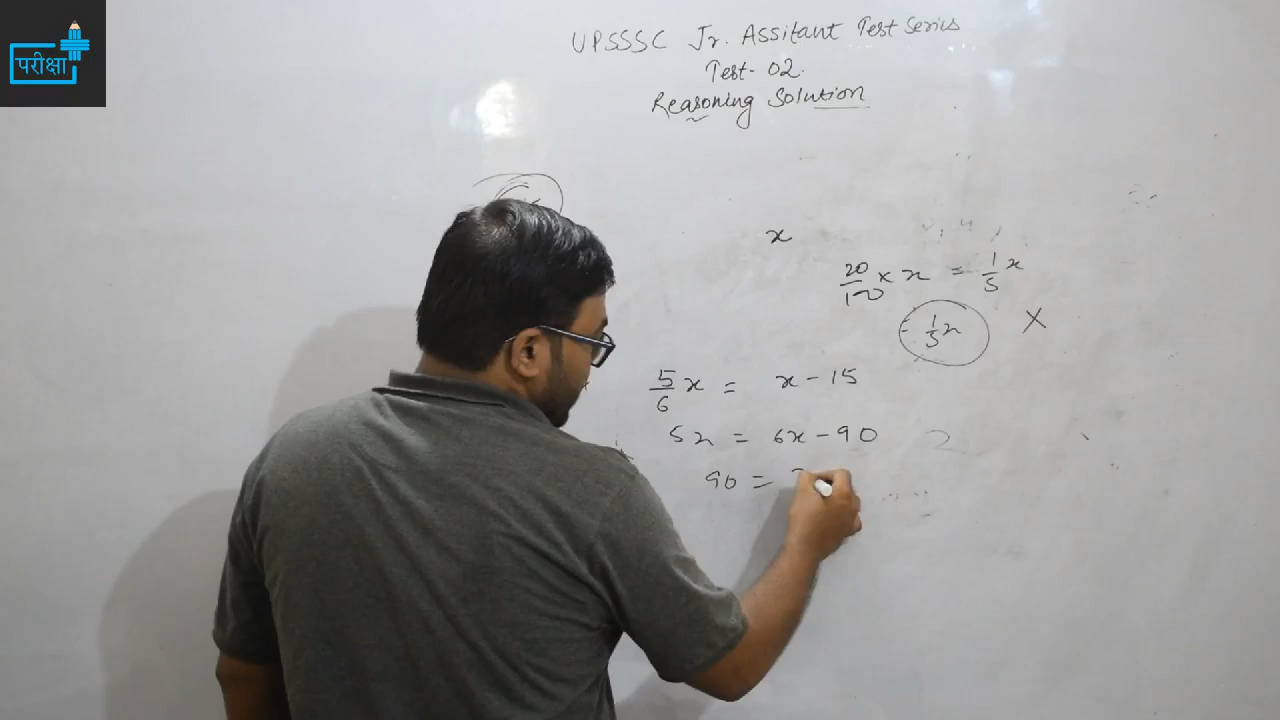 परीक्षा
UPSSSC Jr. Assitant Test Series
Test-02.
Reasoning Solution
x
20/100 × x = 1/5 x
= 1/5 x X
5/6 x = x - 15
5x = 6x - 90
90 =